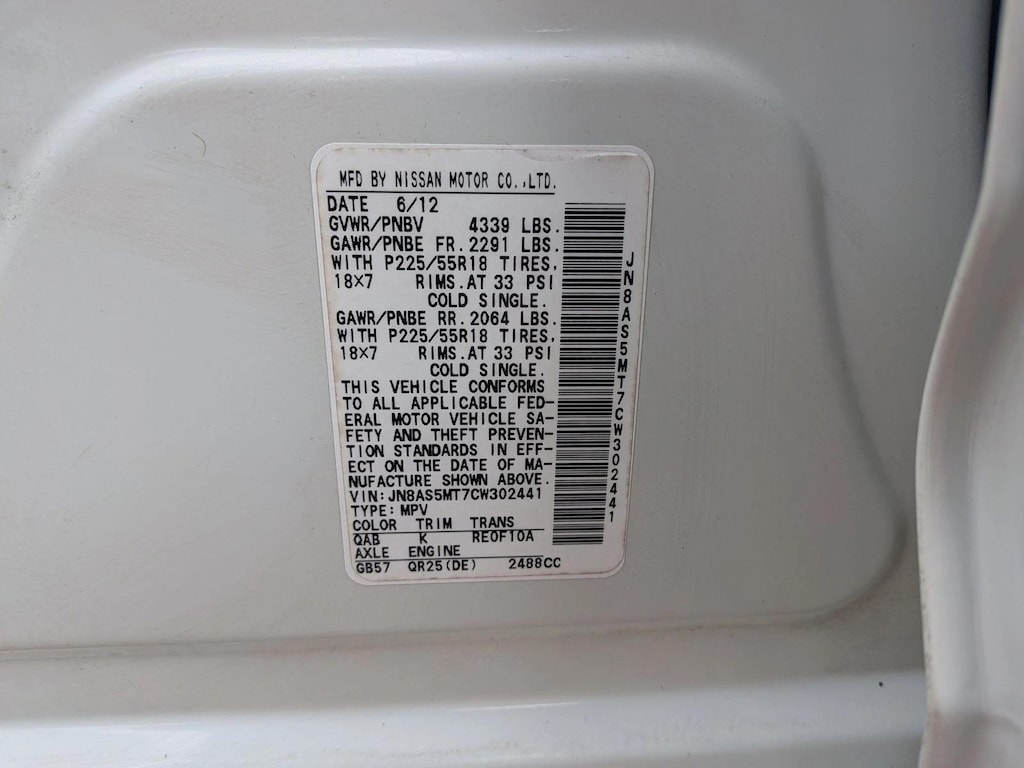 MFD BY NISSAN MOTOR CO.,LTD.
DATE 6/12
GVWR/PNBV 4339 LBS.
GAWR/PNBE FR.2291 LBS.
WITH P225/55R18 TIRES,
18×7 RIMS.AT 33 PSI
COLD SINGLE.
GAWR/PNBE RR.2064 LBS.
WITH P225/55R18 TIRES,
18×7 RIMS.AT 33 PSI
COLD SINGLE.
THIS VEHICLE CONFORMS
TO ALL APPLICABLE FED-
ERAL MOTOR VEHICLE SA-
FETY AND THEFT PREVEN-
TION STANDARDS IN EFF-
ECT ON THE DATE OF MA-
NUFACTURE SHOWN ABOVE.
VIN:JN8AS5MT7CW302441
TYPE:MPV
COLOR TRIM TRANS
QAB K RE0F10A
AXLE ENGINE
GB57 QR25(DE) 2488CC
JN8AS5MT7CW302441